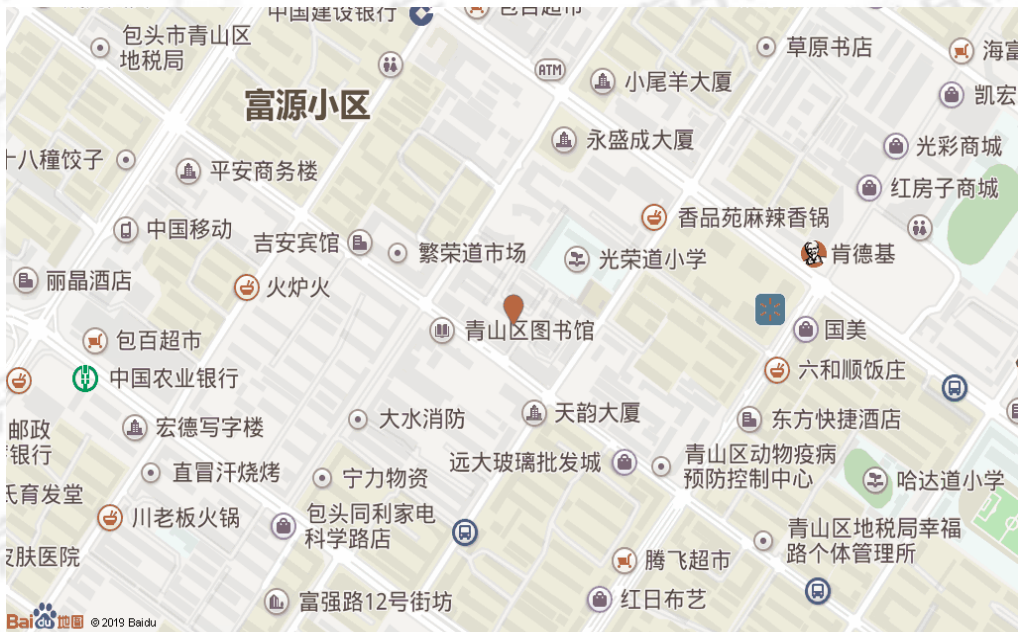 中国建设银行
包百超市
包头市青山区
地税局
草原书店
海富
ATM
小尾羊大厦
凯宏
富源小区
永盛成大厦
光彩商城
十八種饺子
平安商务楼
红房子商城
香品苑麻辣香锅
中国移动
吉安宾馆
繁荣道市场
光荣道小学
肯德基
丽晶酒店
火炉火
青山区图书馆
国美
包百超市
中国农业银行
六和顺饭庄
邮政
银行
宏德写字楼
大水消防
天韵大厦
东方快捷酒店
远大玻璃批发城
青山区动物疫病
预防控制中心
直冒汗烧烤
宁力物资
哈达道小学
氏育发堂
川老板火锅
包头同利家电
科学路店
青山区地税局幸福
路个体管理所
皮肤医院
腾飞超市
富强路12号街坊
红日布艺
Baidu地图 © 2019 Baidu